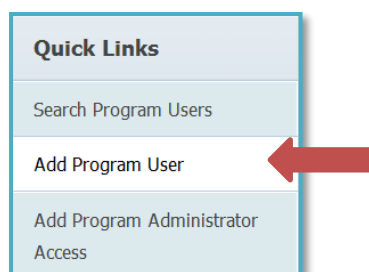 Quick Links
Search Program Users
Add Program User
Add Program Administrator
Access